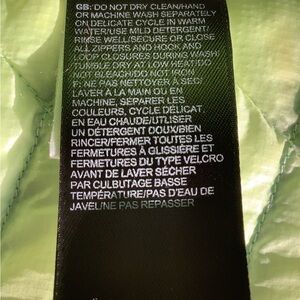 GB: DO NOT DRY CLEAN/HAND
OR MACHINE WASH SEPARATELY
ON DELICATE CYCLE IN WARM
WATER/USE MILD DETERGENT/
RINSE WELL/SECURE OR CLOSE
ALL ZIPPERS AND HOOK AND
LOOP CLOSURES DURING WASH/
TUMBLE DRY AT LOW HEAT/DO
NOT BLEACH/DO NOT IRON
F: NE PAS NETTOYER À SEC/
LAVER À LA MAIN OU EN
MACHINE, SÉPARER LES
COULEURS, CYCLE DÉLICAT,
EN EAU CHAUDE/UTILISER
UN DÉTERGENT DOUX/BIEN
RINCER/FERMER TOUTES LES
FERMETURES À GLISSIÈRE ET
FERMETURES DU TYPE VELCRO
AVANT DE LAVER SÉCHER
PAR CULBUTAGE BASSE
TEMPÉRATURE/PAS D'EAU DE
JAVEL/NE PAS REPASSER